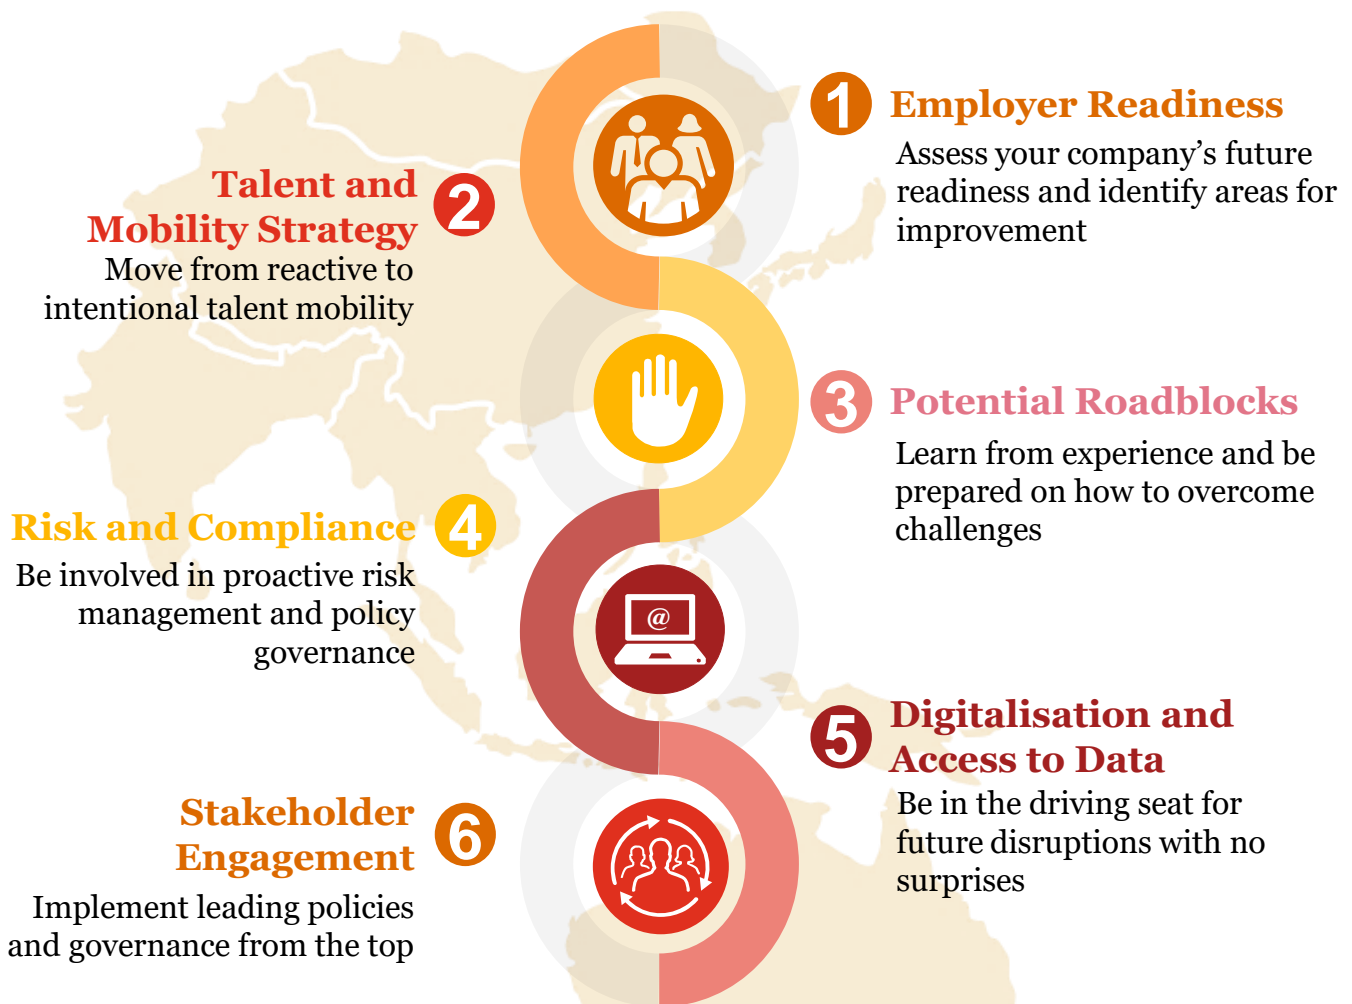 1 Employer Readiness
Assess your company’s future
readiness and identify areas for
improvement
Talent and
Mobility Strategy
2
Move from reactive to
intentional talent mobility
3 Potential Roadblocks
Learn from experience and be
prepared on how to overcome
challenges
Risk and Compliance 4
Be involved in proactive risk
management and policy
governance
@
5
Digitalisation and
Access to Data
Be in the driving seat for
future disruptions with no
surprises
Stakeholder
Engagement
6
Implement leading policies
and governance from the top